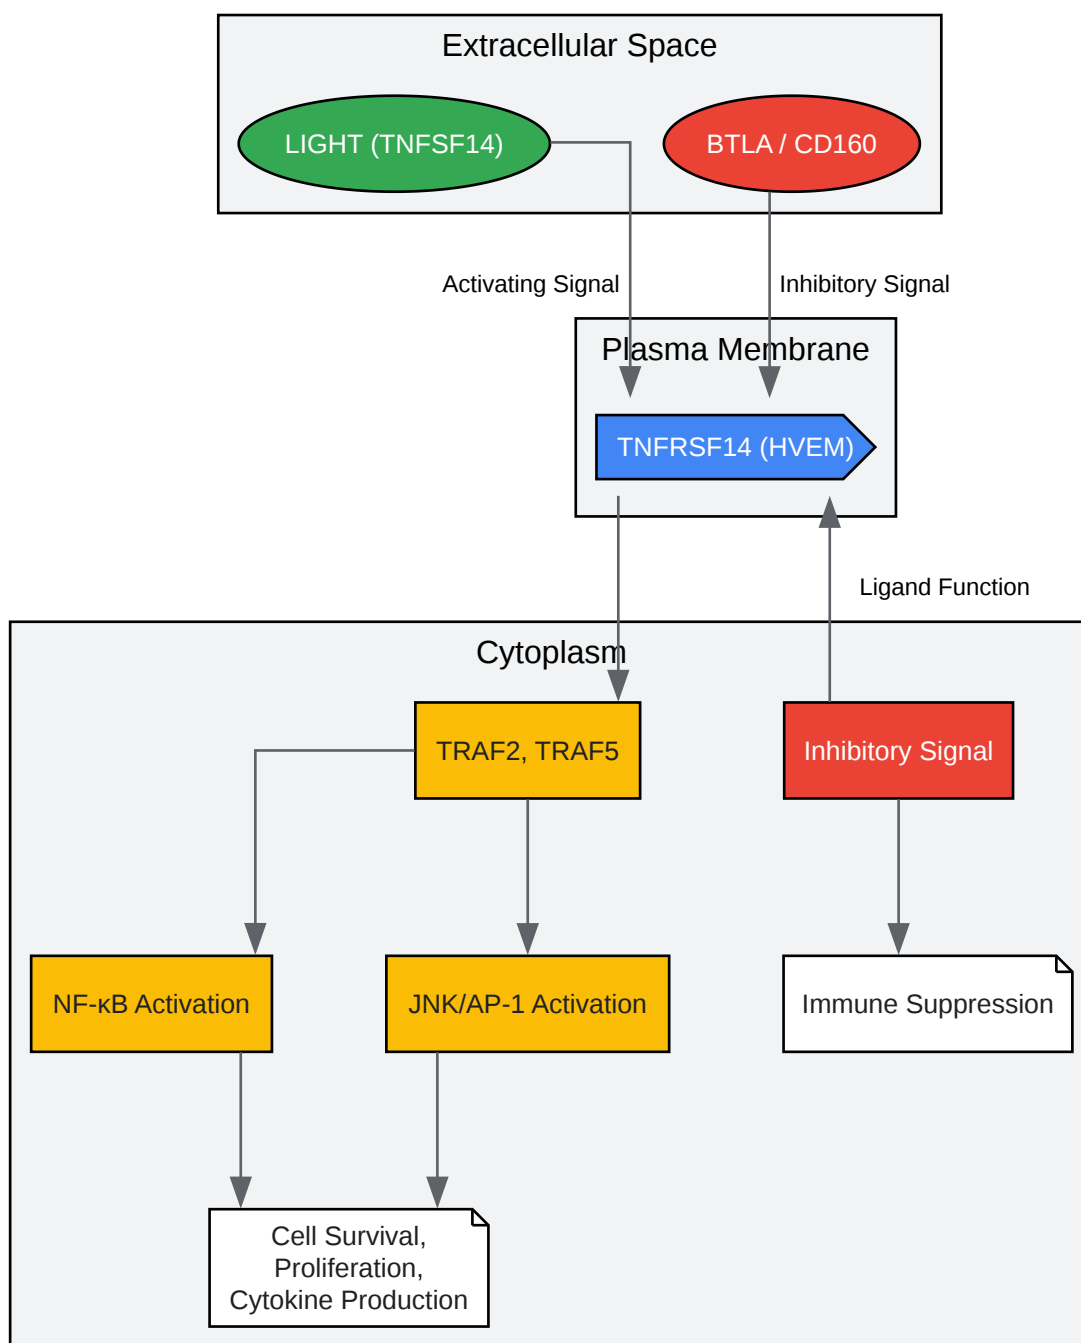 Extracellular Space
LIGHT (TNFSF14)
BTLA / CD160
Activating Signal
Inhibitory Signal
Plasma Membrane
TNFRSF14 (HVEM)
Ligand Function
Cytoplasm
TRAF2, TRAF5
Inhibitory Signal
NF-κB Activation
JNK/AP-1 Activation
Immune Suppression
Cell Survival,
Proliferation,
Cytokine Production